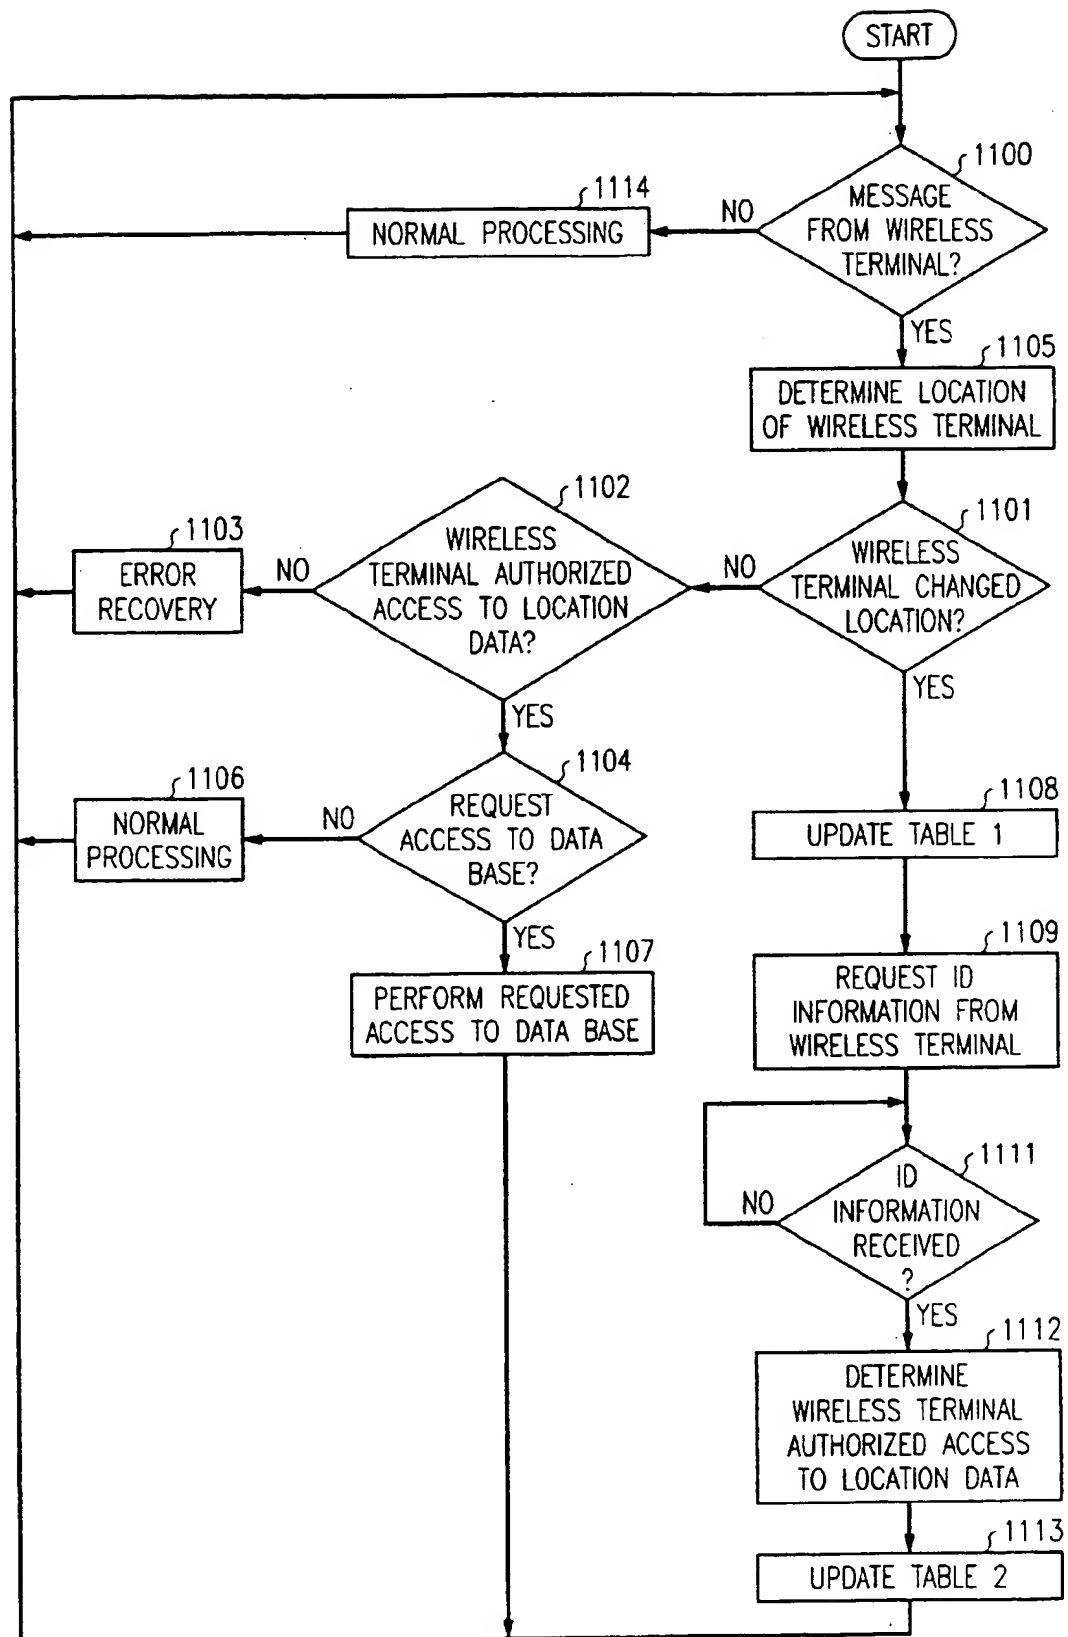 START
1100
MESSAGE
FROM WIRELESS
TERMINAL?
NO
YES
1114
NORMAL PROCESSING
1105
DETERMINE LOCATION
OF WIRELESS TERMINAL
1101
WIRELESS
TERMINAL CHANGED
LOCATION?
NO
YES
1102
WIRELESS
TERMINAL AUTHORIZED
ACCESS TO LOCATION
DATA?
NO
YES
1103
ERROR
RECOVERY
1104
REQUEST
ACCESS TO DATA
BASE?
NO
YES
1106
NORMAL
PROCESSING
1107
PERFORM REQUESTED
ACCESS TO DATA BASE
1108
UPDATE TABLE 1
1109
REQUEST ID
INFORMATION FROM
WIRELESS TERMINAL
1111
ID
INFORMATION
RECEIVED
?
NO
YES
1112
DETERMINE
WIRELESS TERMINAL
AUTHORIZED ACCESS
TO LOCATION DATA
1113
UPDATE TABLE 2